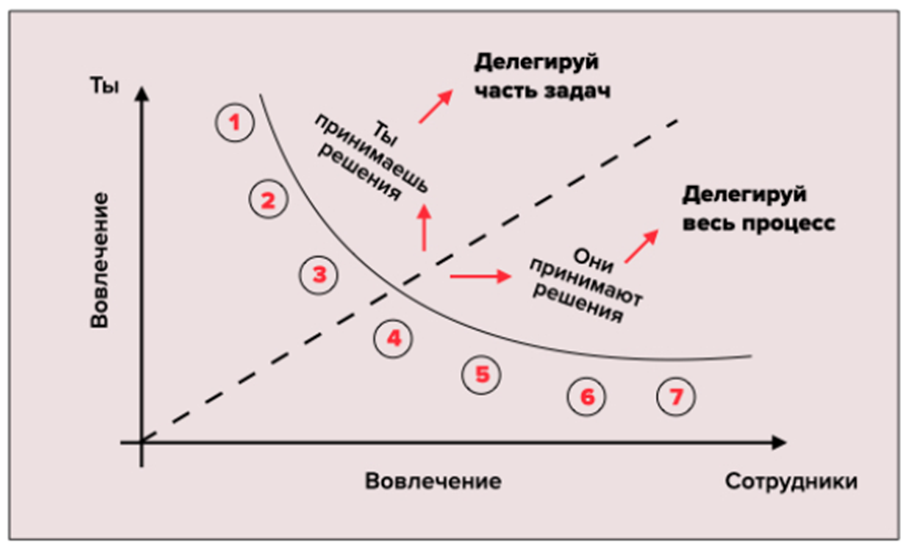 Ты
Делегируй
часть задач
1
Ты
принимаешь
решения
2
Делегируй
весь процесс
Вовлечение
3
Они
принимают
решения
4
5
6
7
Вовлечение
Сотрудники